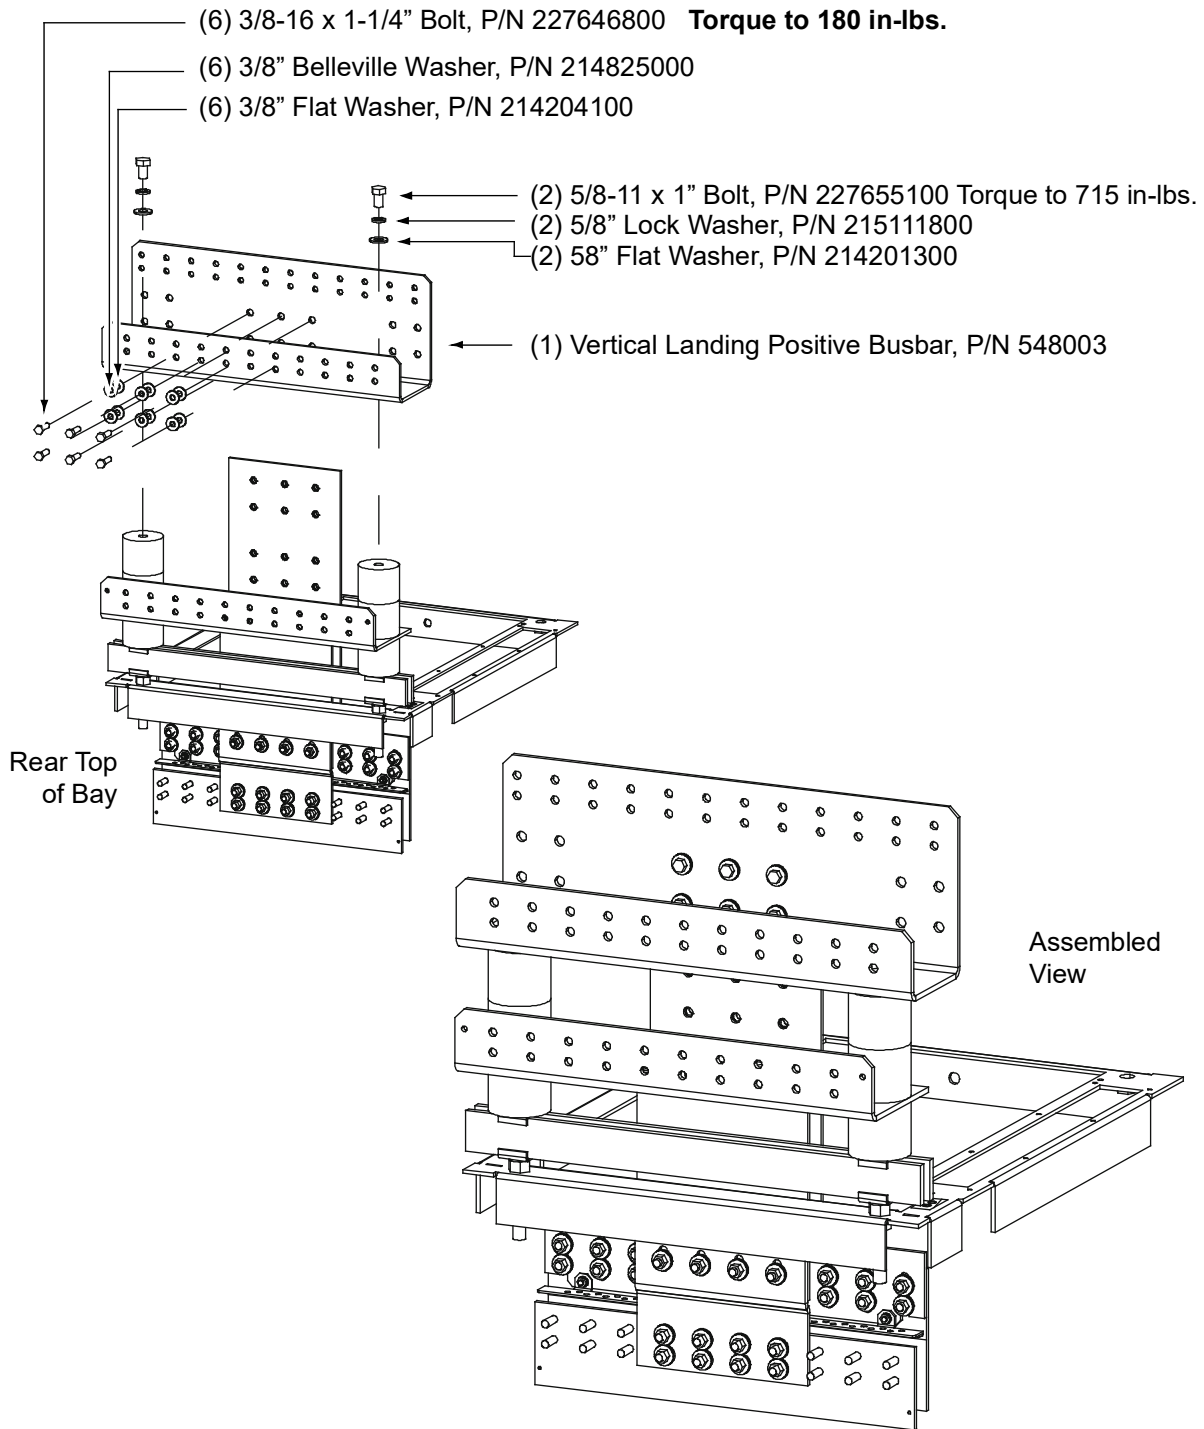 (6) 3/8-16 x 1-1/4” Bolt, P/N 227646800 Torque to 180 in-lbs.
(6) 3/8” Belleville Washer, P/N 214825000
(6) 3/8” Flat Washer, P/N 214204100
(2) 5/8-11 x 1” Bolt, P/N 227655100 Torque to 715 in-lbs.
(2) 5/8” Lock Washer, P/N 215111800
(2) 58” Flat Washer, P/N 214201300
(1) Vertical Landing Positive Busbar, P/N 548003
Rear Top
of Bay
Assembled
View